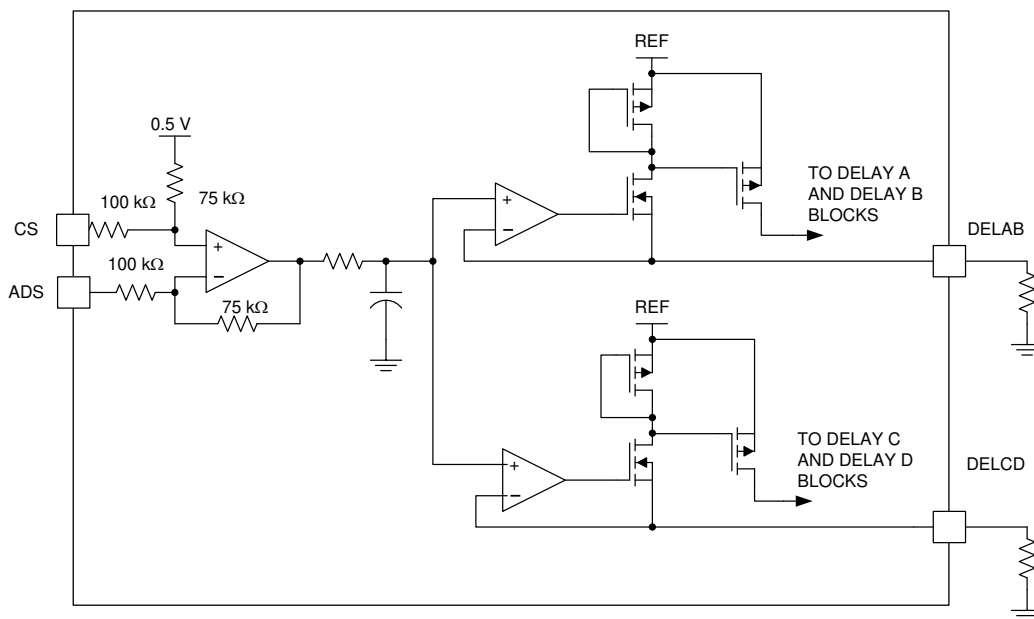 REF
0.5 V
100 kΩ
75 kΩ
CS
+
−
100 kΩ
ADS
75 kΩ
+
−
TO DELAY A
AND DELAY B
BLOCKS
DELAB
REF
+
−
TO DELAY C
AND DELAY D
BLOCKS
DELCD